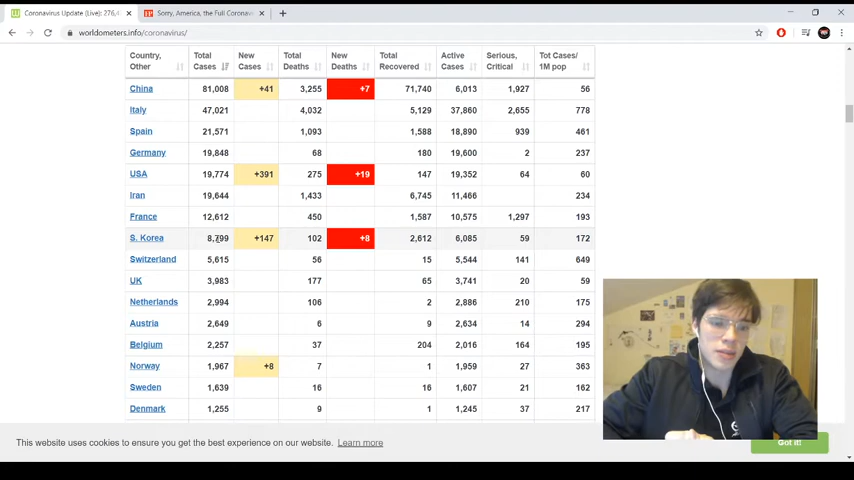 Coronavirus Update (Live): 276,4
Sorry, America, the Full Coronav
worldometers.info/coronavirus/
Country, Other Total Cases New Cases Total Deaths New Deaths Total Recovered Active Cases Serious, Critical Tot Cases/ 1M pop
China 81,008 +41 3,255 +7 71,740 6,013 1,927 56
Italy 47,021 4,032 5,129 37,860 2,655 778
Spain 21,571 1,093 1,588 18,890 939 461
Germany 19,848 68 180 19,600 2 237
USA 19,774 +391 275 +19 147 19,352 64 60
Iran 19,644 1,433 6,745 11,466 234
France 12,612 450 1,587 10,575 1,297 193
S. Korea 8,799 +147 102 +8 2,612 6,085 59 172
Switzerland 5,615 56 15 5,544 141 649
UK 3,983 177 65 3,741 20 59
Netherlands 2,994 106 2 2,886 210 175
Austria 2,649 6 9 2,634 14 294
Belgium 2,257 37 204 2,016 164 195
Norway 1,967 +8 7 1 1,959 27 363
Sweden 1,639 16 16 1,607 21 162
Denmark 1,255 9 1 1,245 37 217
This website uses cookies to ensure you get the best experience on our website. Learn more
Got it!